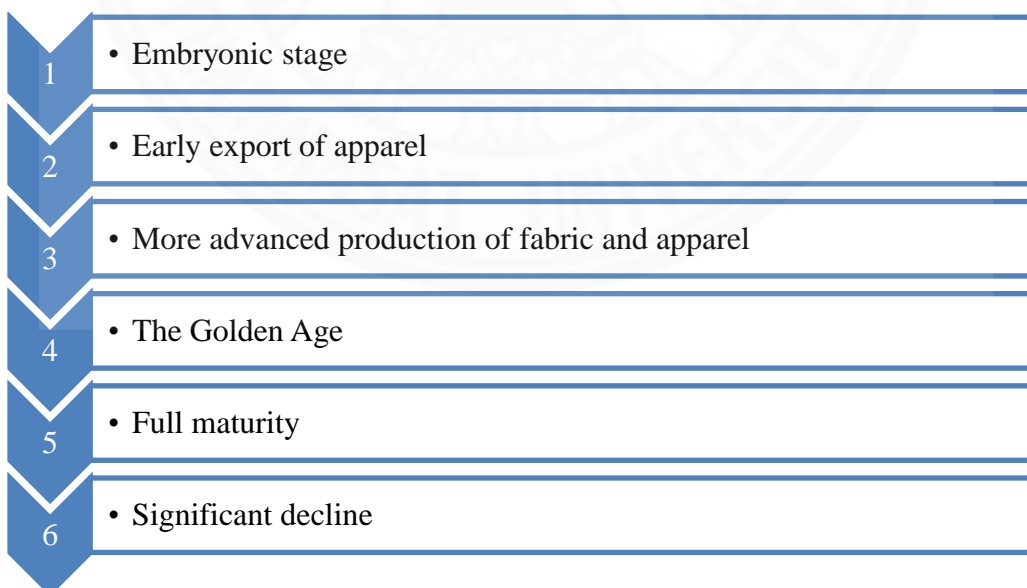 1
• Embryonic stage
2
• Early export of apparel
3
• More advanced production of fabric and apparel
4
• The Golden Age
5
• Full maturity
6
• Significant decline